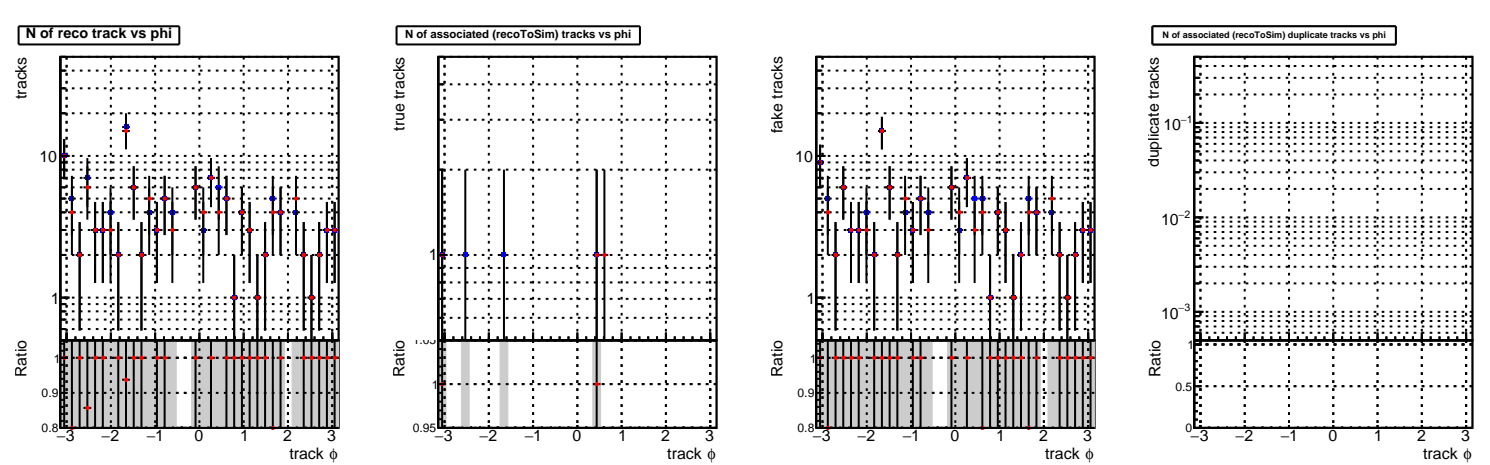 N of reco track vs phi
tracks
10
1
Ratio
1
0.9
0.8
−3 −2 −1 0 1 2 3
track ϕ
N of associated (recoToSim) tracks vs phi
true tracks
1
Ratio
1.05
1
0.95
−3 −2 −1 0 1 2 3
track ϕ
fake tracks
10
1
Ratio
1
0.9
0.8
−3 −2 −1 0 1 2 3
track ϕ
N of associated (recoToSim) duplicate tracks vs phi
duplicate tracks
10⁻¹
10⁻²
10⁻³
Ratio
1
0.5
0
−3 −2 −1 0 1 2 3
track ϕ